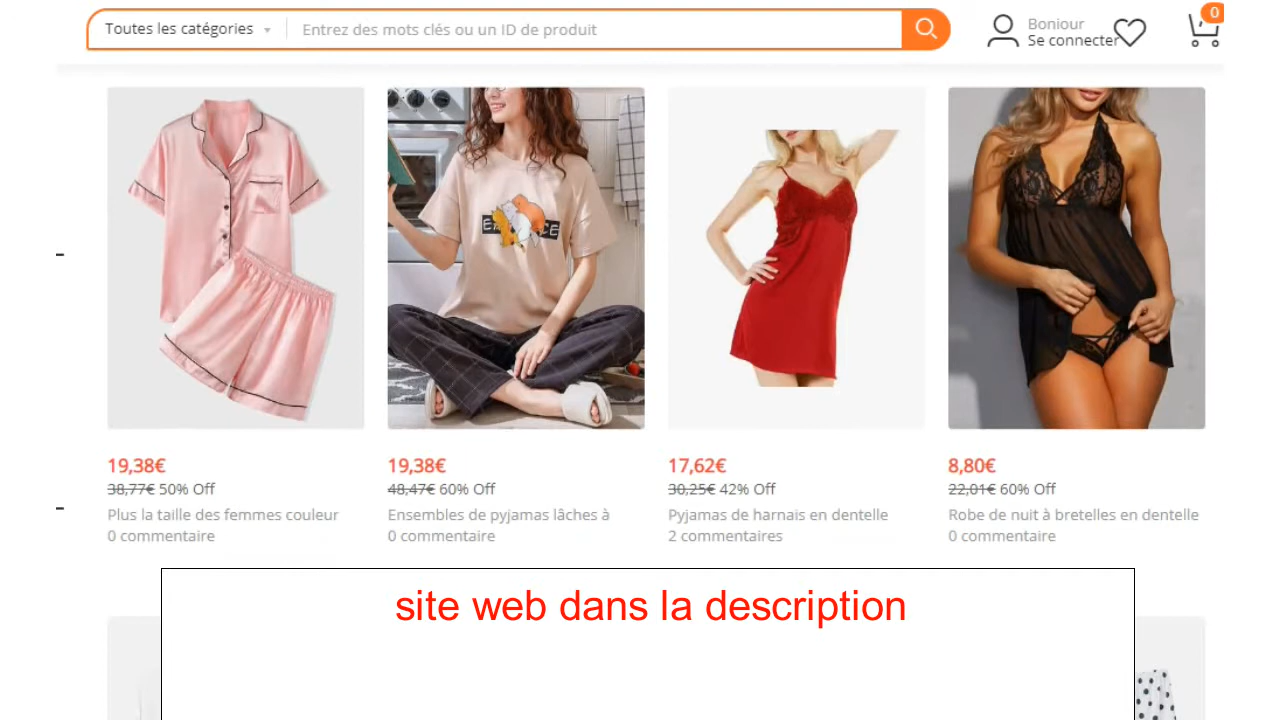 Toutes les catégories
Entrez des mots clés ou un ID de produit
Bonjour
Se connecter
0
19,38€
38,77€ 50% Off
Plus la taille des femmes couleur
0 commentaire
19,38€
48,47€ 60% Off
Ensembles de pyjamas lâches à
0 commentaire
17,62€
30,25€ 42% Off
Pyjamas de harnais en dentelle
2 commentaires
8,80€
22,01€ 60% Off
Robe de nuit à bretelles en dentelle
0 commentaire
site web dans la description